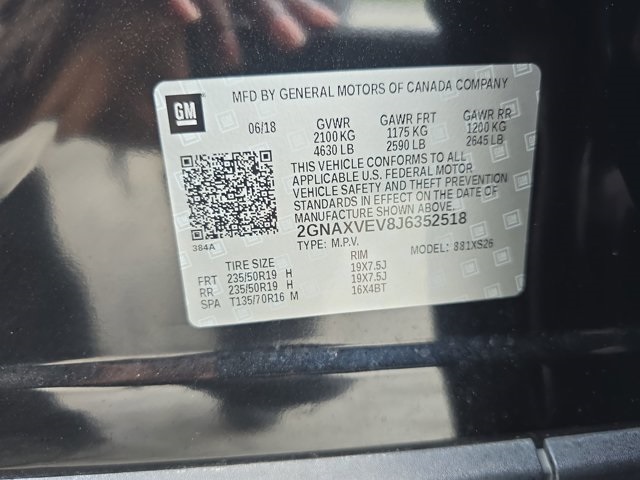 GM
MFD BY GENERAL MOTORS OF CANADA COMPANY
06/18 GVWR GAWR FRT GAWR RR
2100 KG 1175 KG 1200 KG
4630 LB 2590 LB 2645 LB
THIS VEHICLE CONFORMS TO ALL
APPLICABLE U.S. FEDERAL MOTOR
VEHICLE SAFETY AND THEFT PREVENTION
STANDARDS IN EFFECT ON THE DATE OF
MANUFACTURE SHOWN ABOVE.
2GNAXVEV8J6352518
384A
TYPE: M.P.V. MODEL: 881XS26
TIRE SIZE RIM
FRT 235/50R19 H 19X7.5J
RR 235/50R19 H 19X7.5J
SPA T135/70R16 M 16X4BT